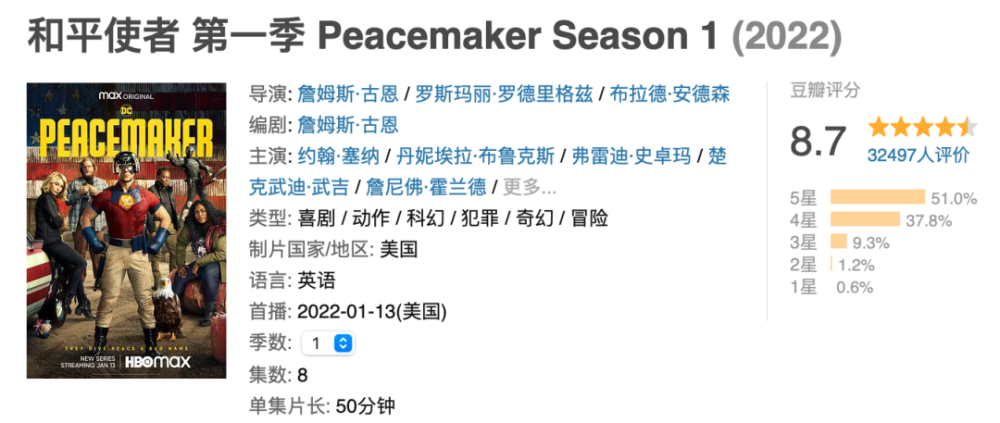 和平使者 第一季 Peacemaker Season 1 (2022)
max ORIGINAL
DC
PEACEMAKER
THEY GIVE PEACE A BAD NAME
NEW SERIES
STREAMING JAN 13
HBOmax
导演: 詹姆斯·古恩 / 罗斯玛丽·罗德里格兹 / 布拉德·安德森
编剧: 詹姆斯·古恩
主演: 约翰·塞纳 / 丹妮埃拉·布鲁克斯 / 弗雷迪·史卓玛 / 楚
克武迪·武吉 / 詹尼佛·霍兰德 / 更多...
类型: 喜剧 / 动作 / 科幻 / 犯罪 / 奇幻 / 冒险
制片国家/地区: 美国
语言: 英语
首播: 2022-01-13(美国)
季数: 1
集数: 8
单集片长: 50分钟
豆瓣评分
8.7
32497人评价
5星 51.0%
4星 37.8%
3星 9.3%
2星 1.2%
1星 0.6%